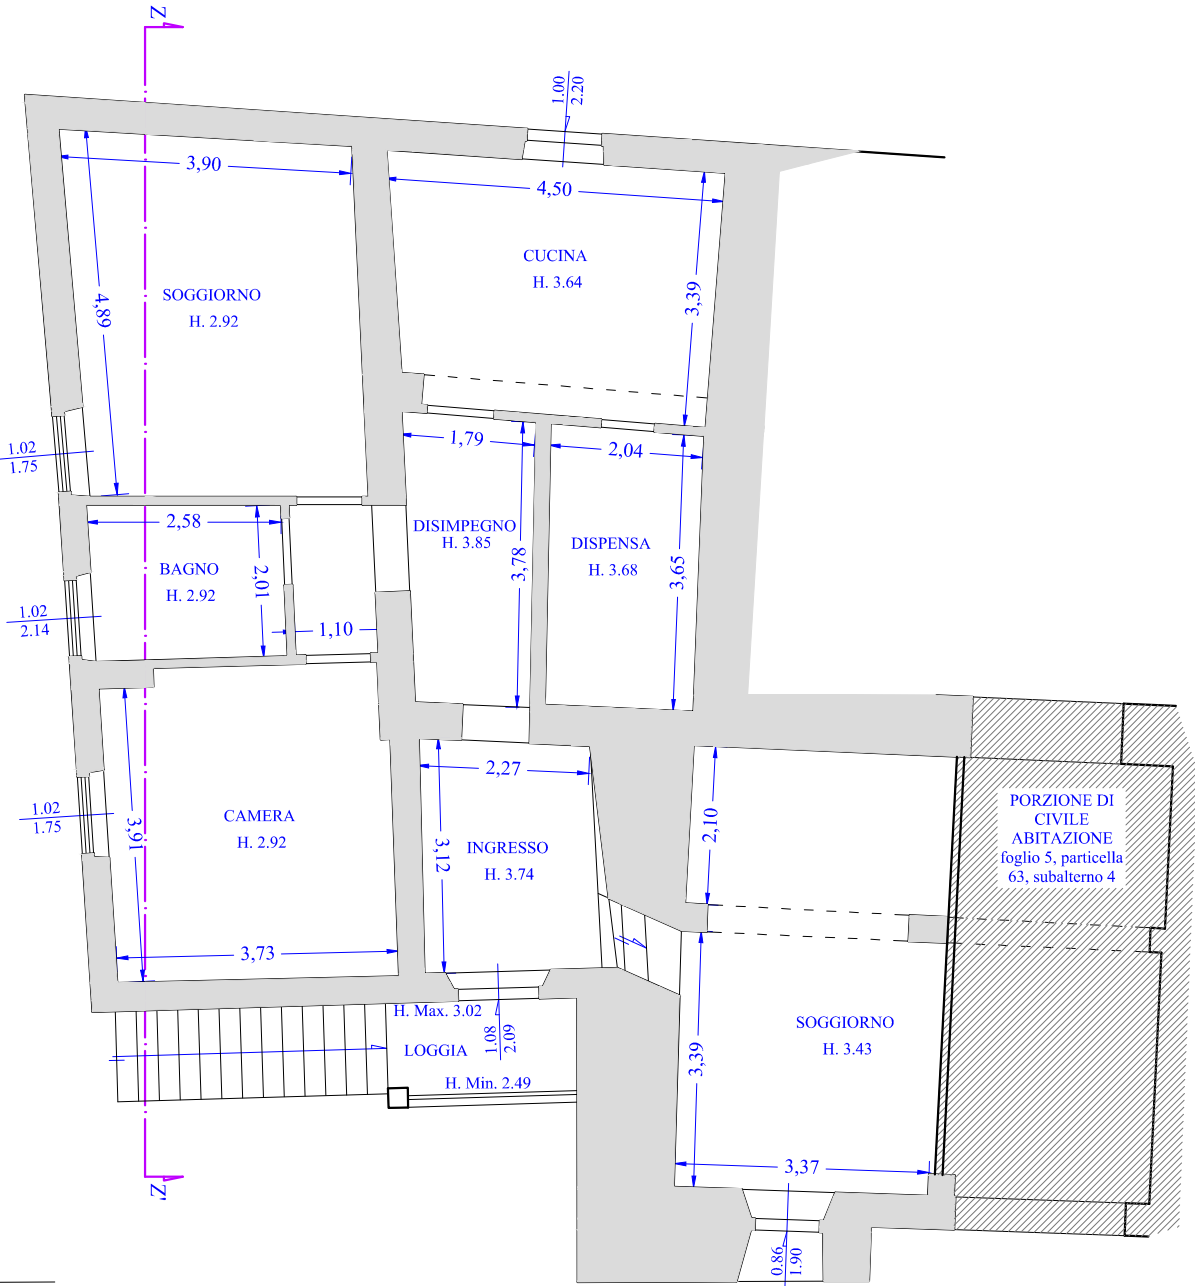 Z
1.00
2.20
3,90
4,50
CUCINA
H. 3.64
SOGGIORNO
H. 2.92
4,89
3,39
1.02
1.75
1,79
2,04
2,58
DISIMPEGNO
H. 3.85
DISPENSA
H. 3.68
BAGNO
H. 2.92
2,01
3,78
3,65
1.02
2.14
1,10
2,27
CAMERA
H. 2.92
1.02
1.75
3,91
3,12
INGRESSO
H. 3.74
2,10
PORZIONE DI
CIVILE
ABITAZIONE
foglio 5, particella
63, subalterno 4
3,73
H. Max. 3.02
LOGGIA
1.08
2.09
H. Min. 2.49
SOGGIORNO
H. 3.43
3,39
3,37
Z'
0.86
1.90